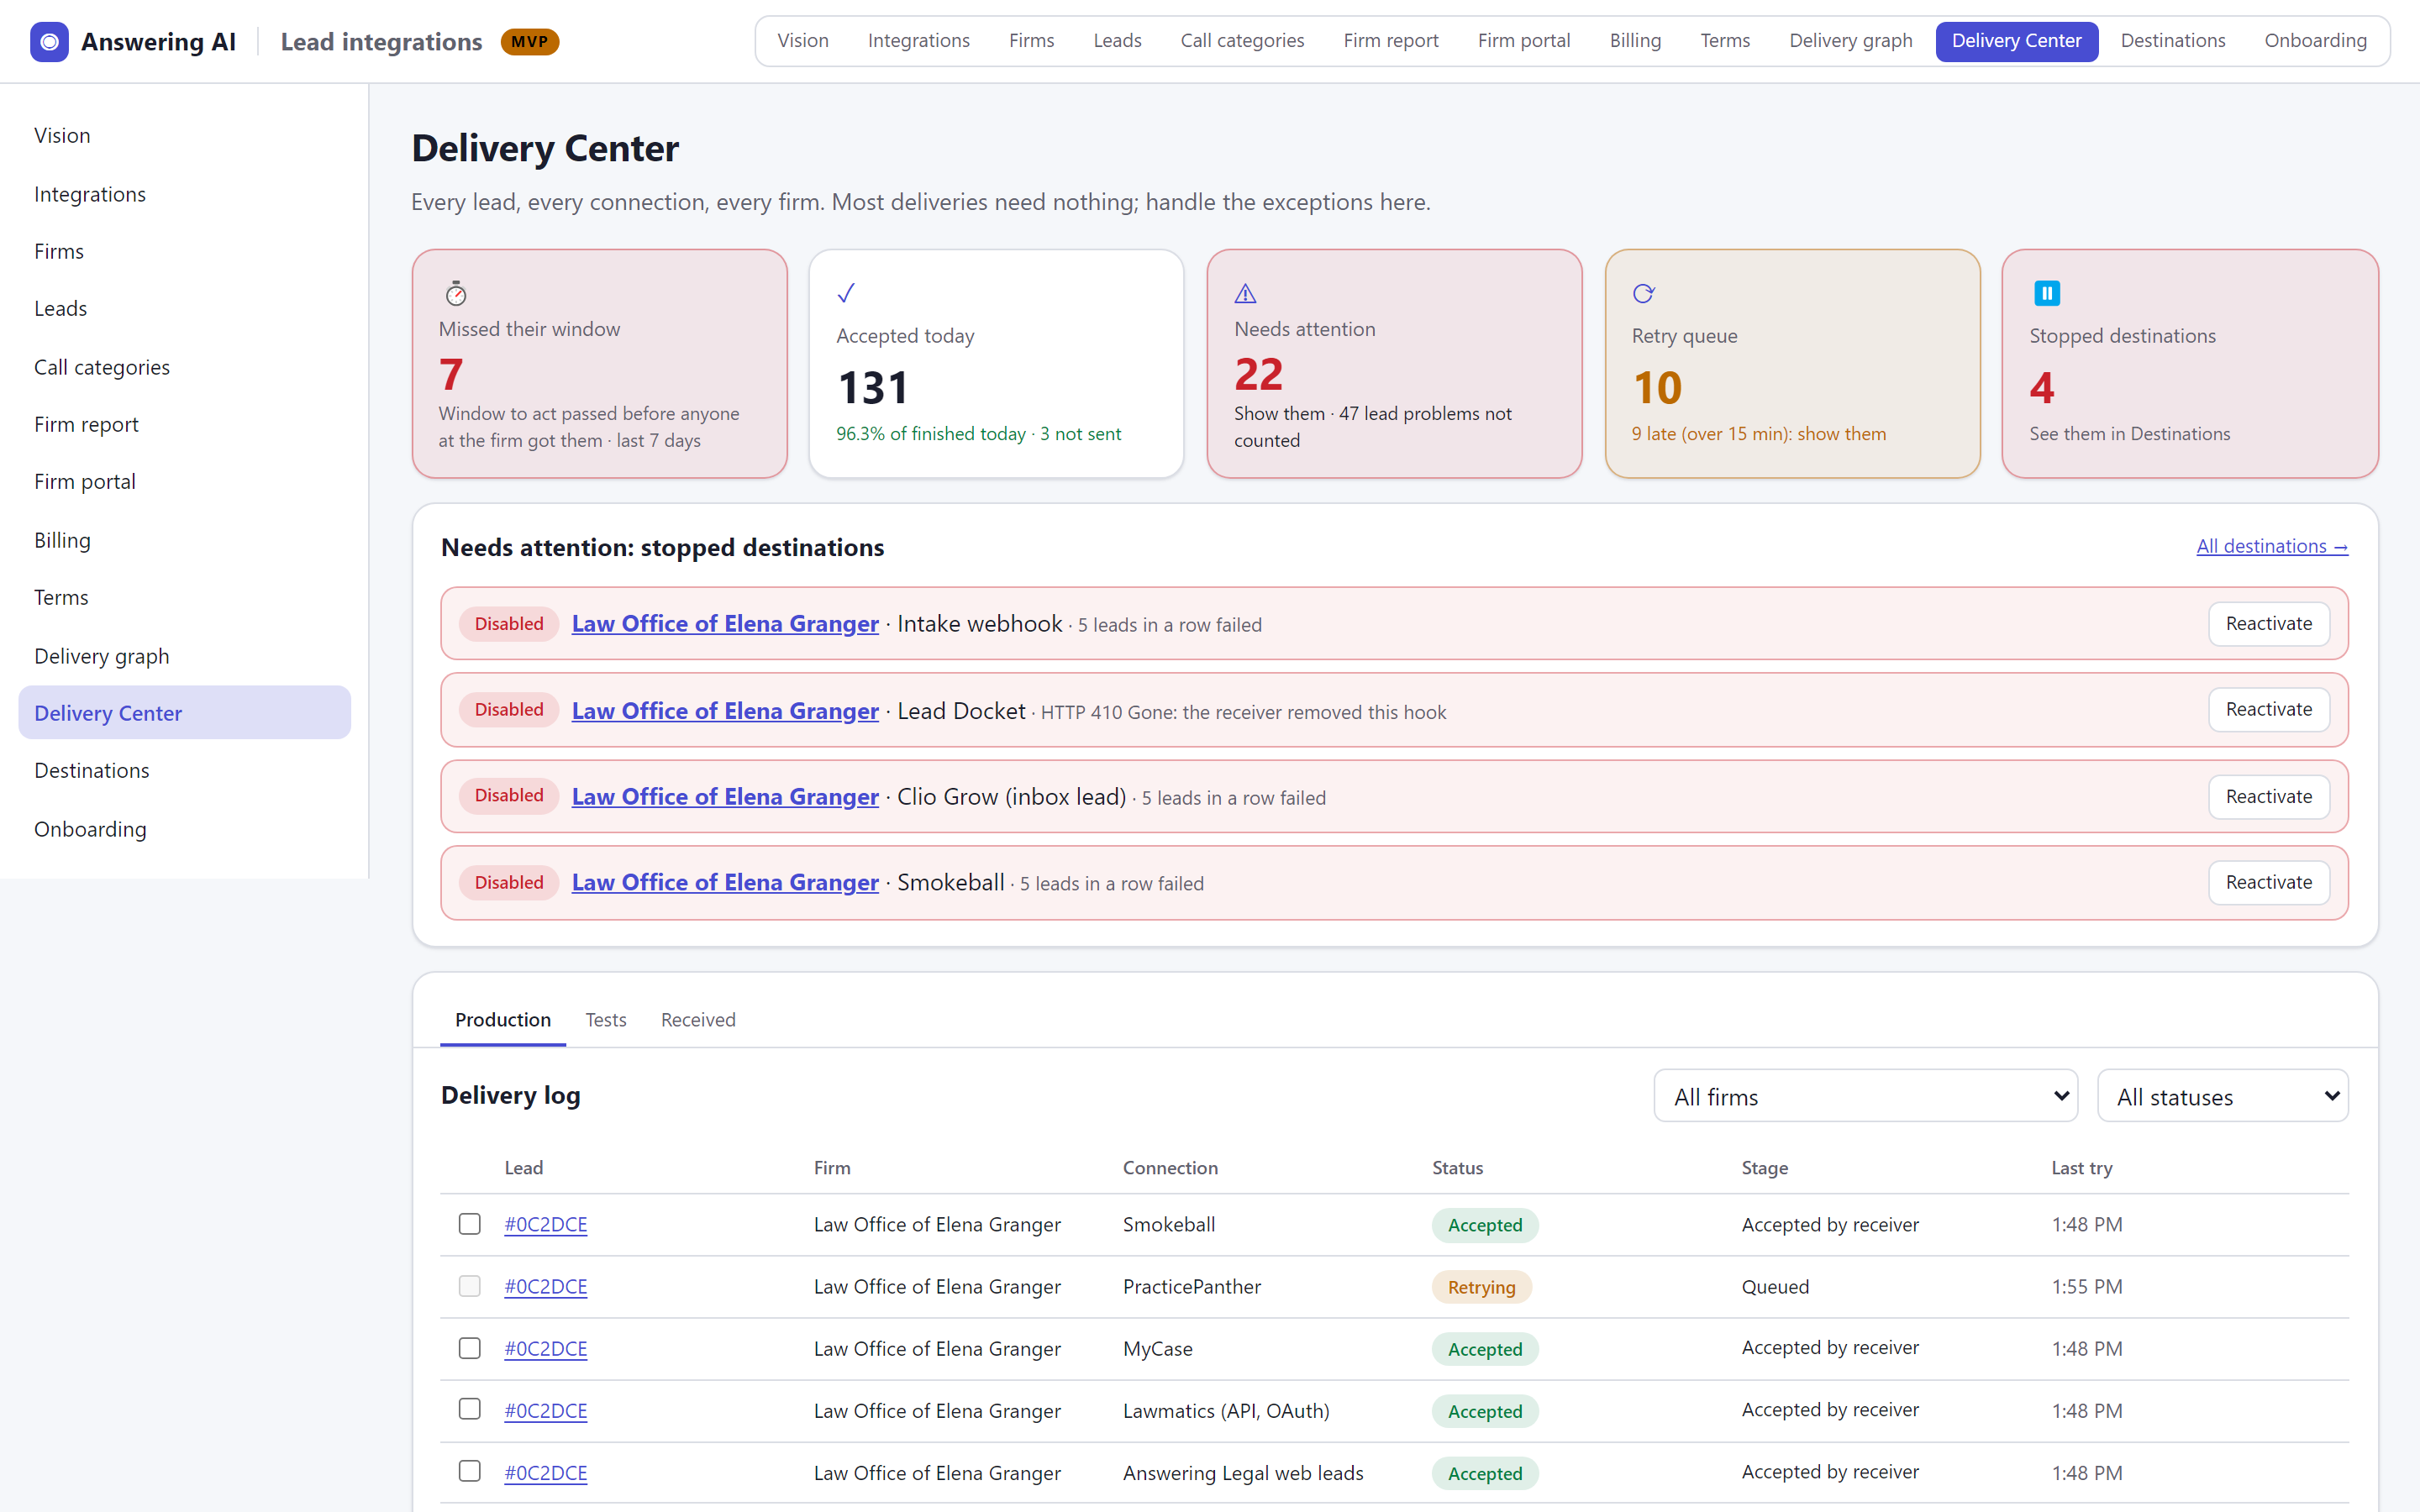 Answering AI
Lead integrations
MVP
Vision
Integrations
Firms
Leads
Call categories
Firm report
Firm portal
Billing
Terms
Delivery graph
Delivery Center
Destinations
Onboarding
Vision
Integrations
Firms
Leads
Call categories
Firm report
Firm portal
Billing
Terms
Delivery graph
Delivery Center
Destinations
Onboarding
Delivery Center
Every lead, every connection, every firm. Most deliveries need nothing; handle the exceptions here.
Missed their window
7
Window to act passed before anyone
at the firm got them · last 7 days
Accepted today
131
96.3% of finished today · 3 not sent
Needs attention
22
Show them · 47 lead problems not
counted
Retry queue
10
9 late (over 15 min): show them
Stopped destinations
4
See them in Destinations
Needs attention: stopped destinations
All destinations →
Disabled Law Office of Elena Granger · Intake webhook · 5 leads in a row failed Reactivate
Disabled Law Office of Elena Granger · Lead Docket · HTTP 410 Gone: the receiver removed this hook Reactivate
Disabled Law Office of Elena Granger · Clio Grow (inbox lead) · 5 leads in a row failed Reactivate
Disabled Law Office of Elena Granger · Smokeball · 5 leads in a row failed Reactivate
Production Tests Received
Delivery log
All firms
All statuses
Lead Firm Connection Status Stage Last try
#0C2DCE Law Office of Elena Granger Smokeball Accepted Accepted by receiver 1:48 PM
#0C2DCE Law Office of Elena Granger PracticePanther Retrying Queued 1:55 PM
#0C2DCE Law Office of Elena Granger MyCase Accepted Accepted by receiver 1:48 PM
#0C2DCE Law Office of Elena Granger Lawmatics (API, OAuth) Accepted Accepted by receiver 1:48 PM
#0C2DCE Law Office of Elena Granger Answering Legal web leads Accepted Accepted by receiver 1:48 PM